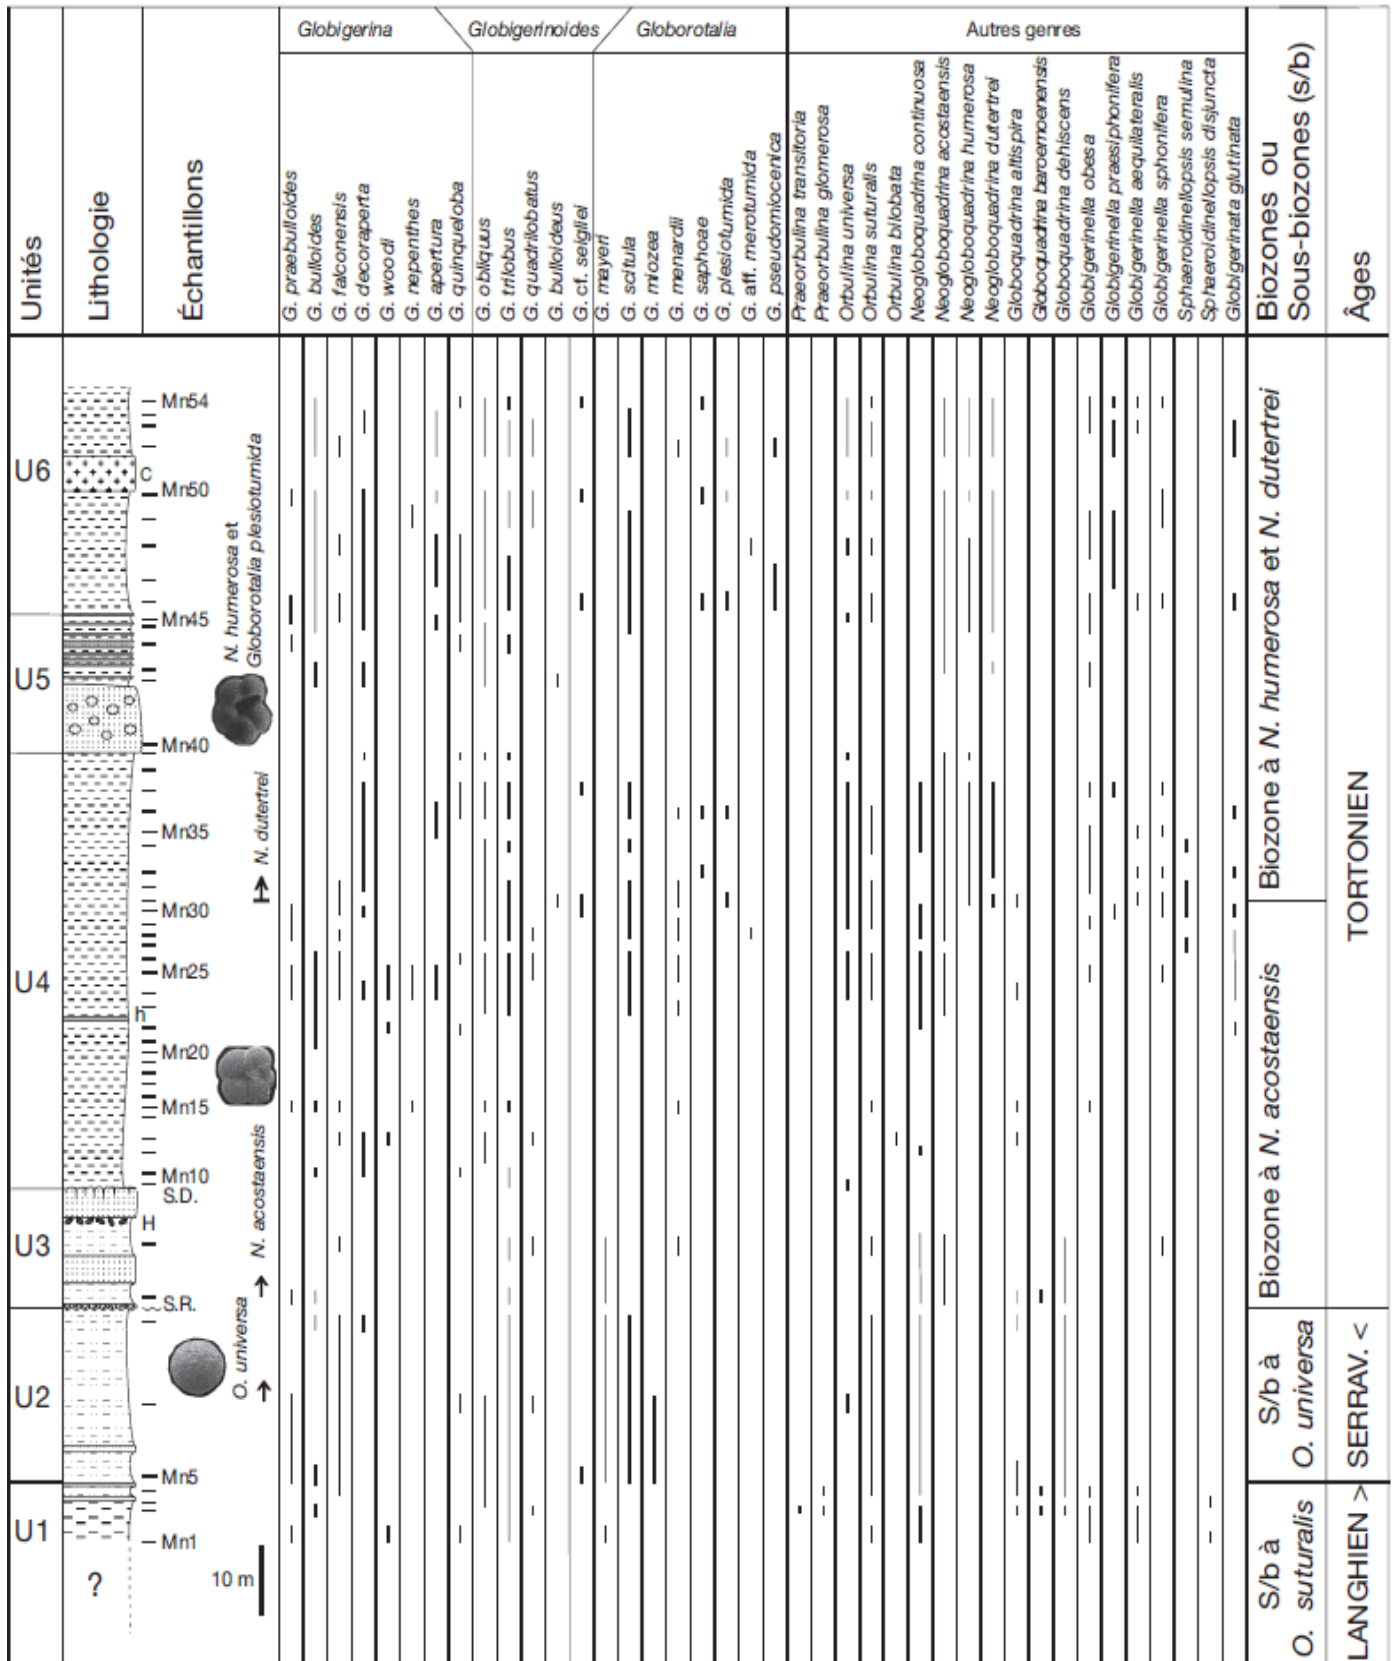 Globigerina
Globigerinoides
Globorotalia
Autres genres
Unités
Lithologie
Échantillons
G. praebulloides
G. bulloides
G. falconensis
G. decoraperta
G. woodi
G. nepenthes
G. apertura
G. quinqueloba
G. obliquus
G. trilobus
G. quadrilobatus
G. bulloideus
G. cf. seigliei
G. mayeri
G. scitula
G. miozea
G. menardii
G. saphoae
G. plesiotumida
G. aff. merotumida
G. pseudomiocenica
Praeorbulina transitoria
Praeorbulina glomerosa
Orbulina universa
Orbulina suturalis
Orbulina bilobata
Neogloboquadrina continuosa
Neogloboquadrina acostaensis
Neogloboquadrina humerosa
Neogloboquadrina dutertrei
Globoquadrina altispira
Globoquadrina baroemoenensis
Globoquadrina dehiscens
Globigerinella obesa
Globigerinella praesiphonifera
Globigerinella aequilateralis
Globigerinella siphonifera
Sphaeroidinellopsis semulina
Spheroidinellopsis disjuncta
Globigerinata glutinata
Biozones ou
Sous-biozones (s/b)
Âges
U6
U5
U4
U3
U2
U1
?
C
h
H
Mn54
Mn50
Mn45
Mn40
Mn35
Mn30
Mn25
Mn20
Mn15
Mn10
S.D.
S.R.
Mn5
Mn1
10 m
N. humerosa et
Globorotalia plesiotumida
N. dutertrei
N. acostaensis
O. universa
Biozone à N. humerosa et N. dutertrei
Biozone à N. acostaensis
S/b à
O. universa
S/b à
O. suturalis
TORTONIEN
SERRAV. <
LANGHIEN >